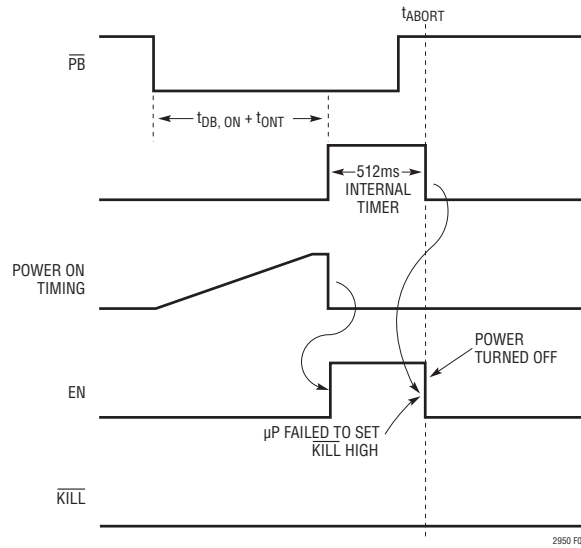 tABORT
PB
tDB, ON + tONT
512ms
INTERNAL
TIMER
POWER ON
TIMING
POWER
TURNED OFF
EN
µP FAILED TO SET
KILL HIGH
KILL
2950 F0